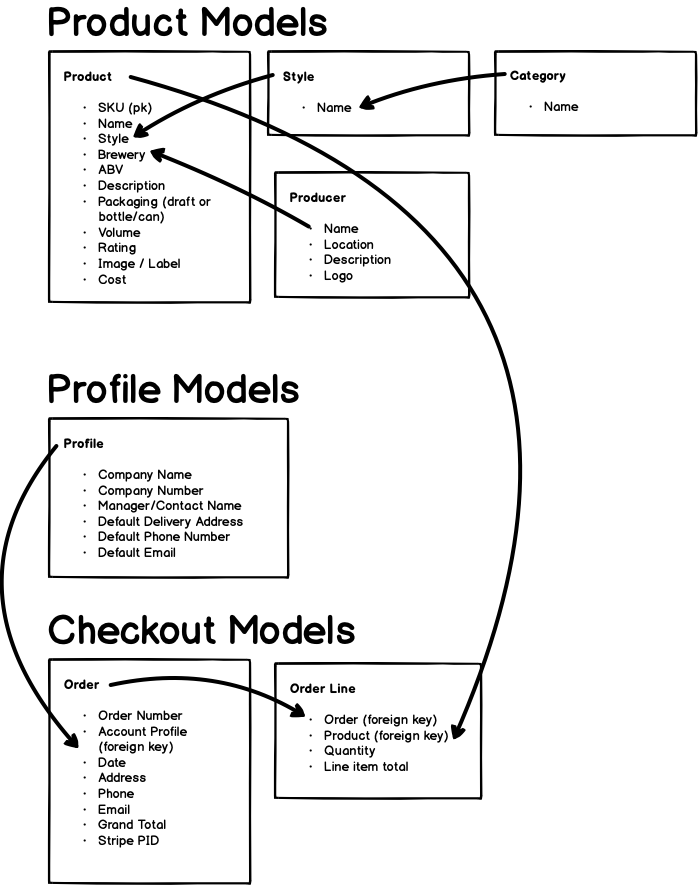 Product Models
Product
· SKU (pk)
· Name
· Style
· Brewery
· ABV
· Description
· Packaging (draft or
bottle/can)
· Volume
· Rating
· Image / Label
· Cost
Style
· Name
Category
· Name
Producer
· Name
· Location
· Description
· Logo
Profile Models
Profile
· Company Name
· Company Number
· Manager/Contact Name
· Default Delivery Address
· Default Phone Number
· Default Email
Checkout Models
Order
· Order Number
· Account Profile
(foreign key)
· Date
· Address
· Phone
· Email
· Grand Total
· Stripe PID
Order Line
· Order (foreign key)
· Product (foreign key)
· Quantity
· Line item total